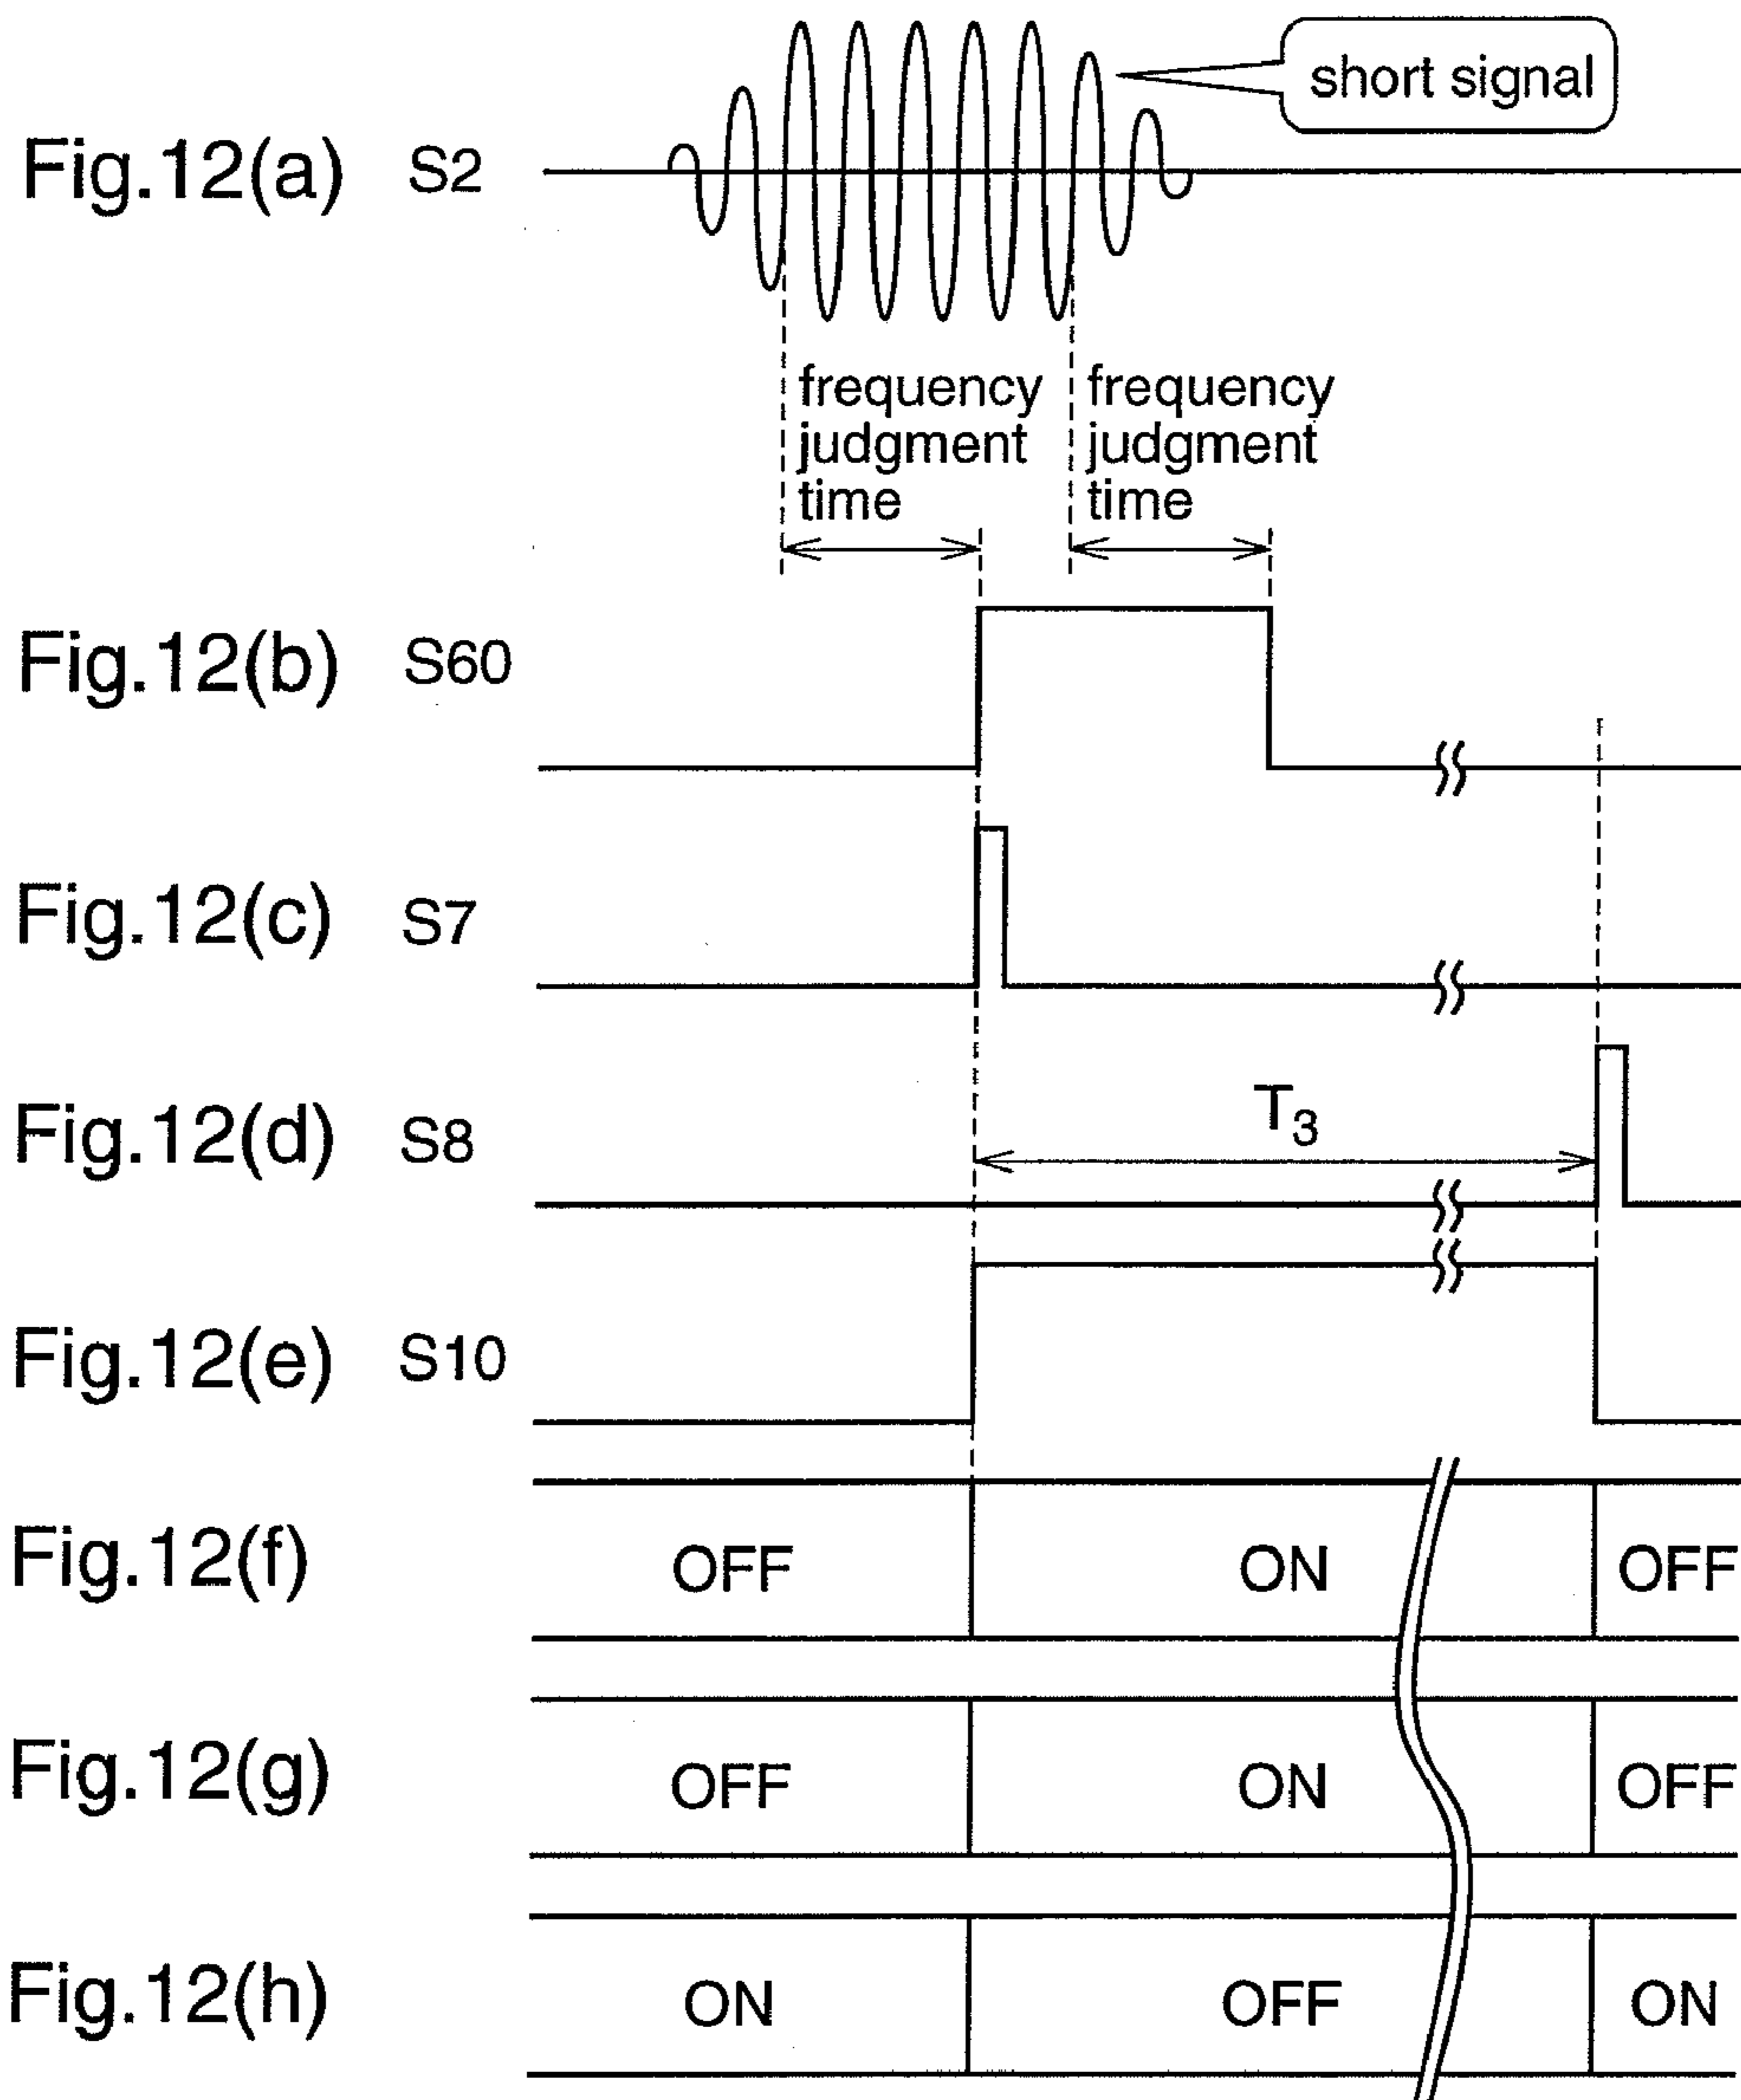 short signal
Fig.12(a) S2
frequency frequency
judgment judgment
time time
Fig.12(b) S60
Fig.12(c) S7
Fig.12(d) S8 T3
Fig.12(e) S10
Fig.12(f) OFF ON OFF
Fig.12(g) OFF ON OFF
Fig.12(h) ON OFF ON